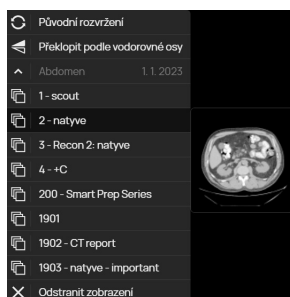 Původní rozvržení
Překlopit podle vodorovné osy
Abdomen 1. 1. 2023
1 - scout
2 - natyve
3 - Recon 2: natyve
4 - +C
200 - Smart Prep Series
1901
1902 - CT report
1903 - natyve - important
Odstranit zobrazení